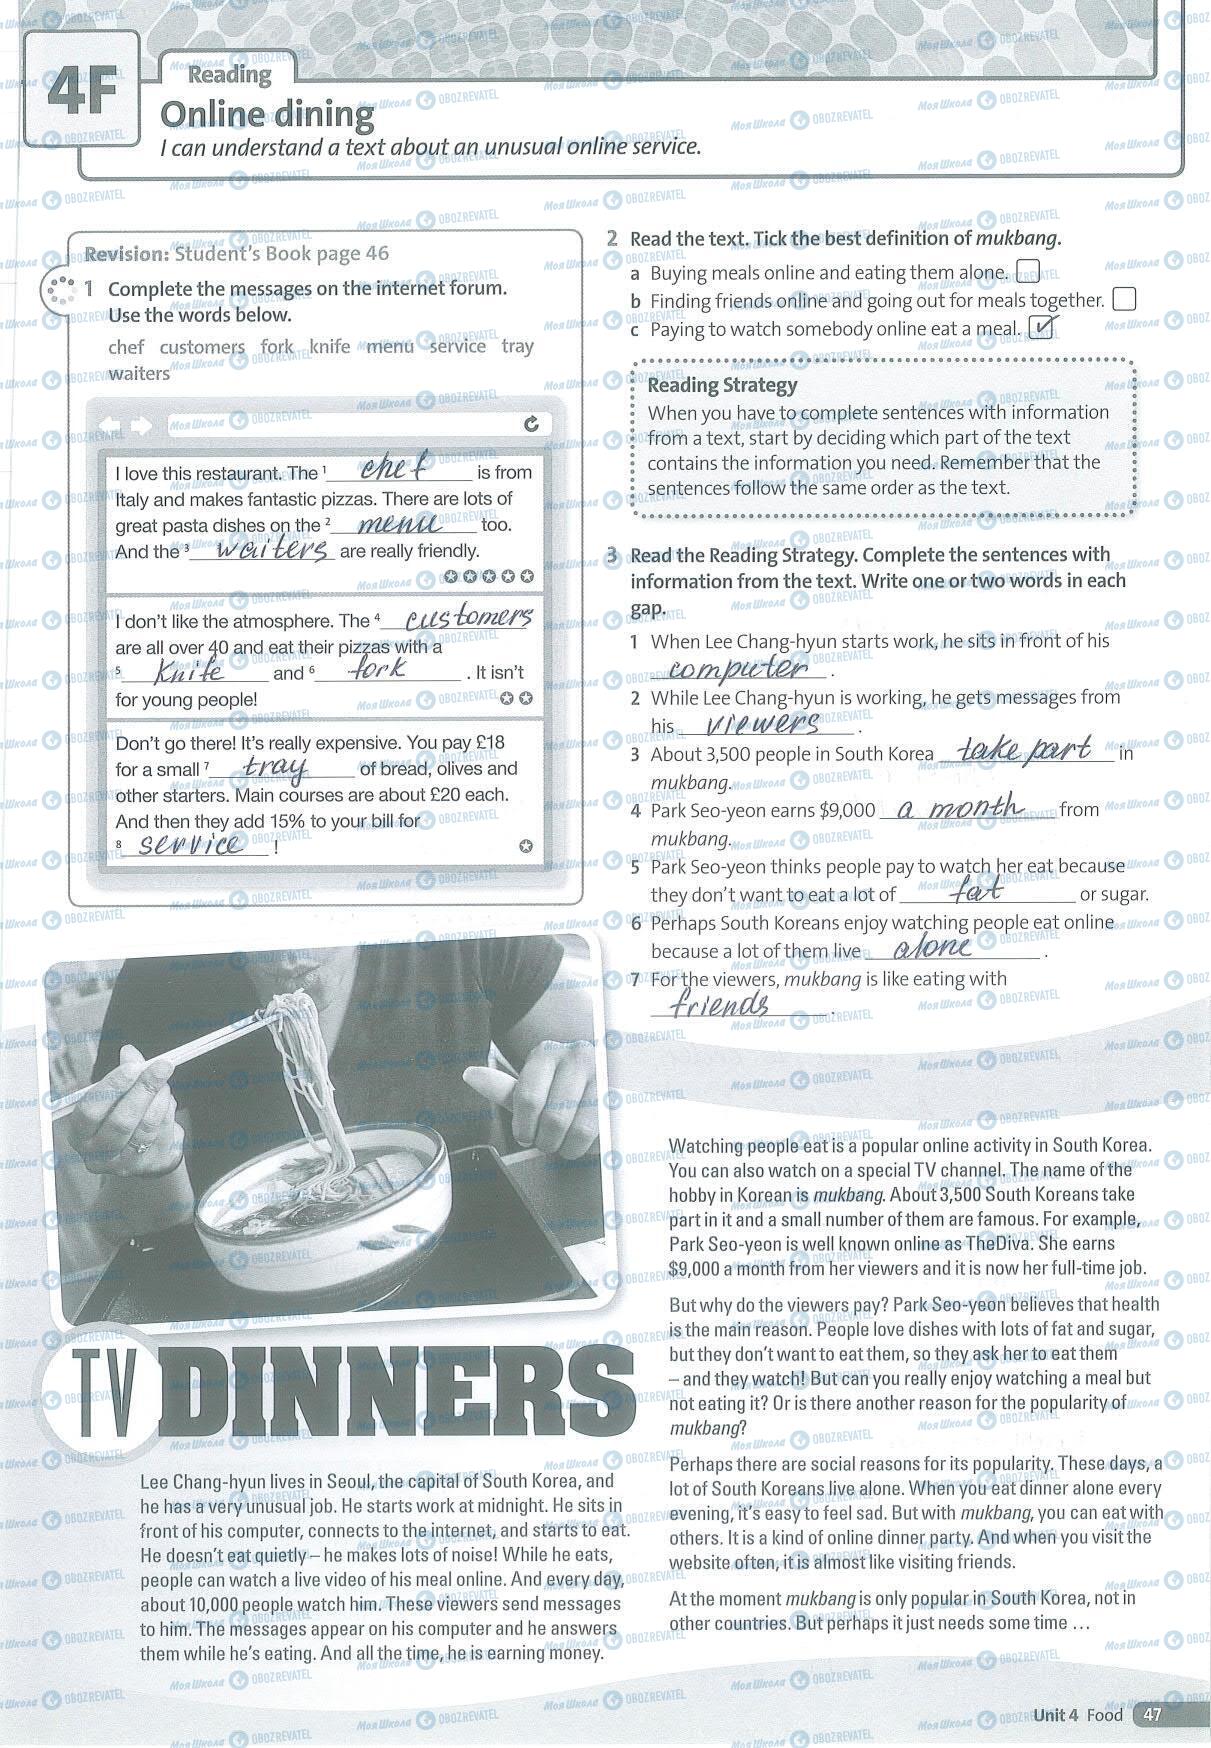 4F
Reading
Online dining
I can understand a text about an unusual online service.
Revision: Student's Book page 46
1 Complete the messages on the internet forum.
Use the words below.
chef customers fork knife menu service tray
waiters
I love this restaurant. The 1 chef is from
Italy and makes fantastic pizzas. There are lots of
great pasta dishes on the 2 menu too.
And the 3 waiters are really friendly.
I don't like the atmosphere. The 4 customers
are all over 40 and eat their pizzas with a
5 knife and 6 fork . It isn't
for young people!
Don't go there! It's really expensive. You pay £18
for a small 7 tray of bread, olives and
other starters. Main courses are about £20 each.
And then they add 15% to your bill for
8 service !
2 Read the text. Tick the best definition of mukbang.
a Buying meals online and eating them alone.
b Finding friends online and going out for meals together.
c Paying to watch somebody online eat a meal. ✓
Reading Strategy
When you have to complete sentences with information
from a text, start by deciding which part of the text
contains the information you need. Remember that the
sentences follow the same order as the text.
3 Read the Reading Strategy. Complete the sentences with
information from the text. Write one or two words in each
gap.
1 When Lee Chang-hyun starts work, he sits in front of his
computer .
2 While Lee Chang-hyun is working, he gets messages from
his viewers .
3 About 3,500 people in South Korea take part in
mukbang.
4 Park Seo-yeon earns $9,000 a month from
mukbang.
5 Park Seo-yeon thinks people pay to watch her eat because
they don't want to eat a lot of fat or sugar.
6 Perhaps South Koreans enjoy watching people eat online
because a lot of them live alone .
7 For the viewers, mukbang is like eating with
friends .
TV DINNERS
Lee Chang-hyun lives in Seoul, the capital of South Korea, and
he has a very unusual job. He starts work at midnight. He sits in
front of his computer, connects to the internet, and starts to eat.
He doesn't eat quietly – he makes lots of noise! While he eats,
people can watch a live video of his meal online. And every day,
about 10,000 people watch him. These viewers send messages
to him. The messages appear on his computer and he answers
them while he's eating. And all the time, he is earning money.
Watching people eat is a popular online activity in South Korea.
You can also watch on a special TV channel. The name of the
hobby in Korean is mukbang. About 3,500 South Koreans take
part in it and a small number of them are famous. For example,
Park Seo-yeon is well known online as TheDiva. She earns
$9,000 a month from her viewers and it is now her full-time job.
But why do the viewers pay? Park Seo-yeon believes that health
is the main reason. People love dishes with lots of fat and sugar,
but they don't want to eat them, so they ask her to eat them
– and they watch! But can you really enjoy watching a meal but
not eating it? Or is there another reason for the popularity of
mukbang?
Perhaps there are social reasons for its popularity. These days, a
lot of South Koreans live alone. When you eat dinner alone every
evening, it's easy to feel sad. But with mukbang, you can eat with
others. It is a kind of online dinner party. And when you visit the
website often, it is almost like visiting friends.
At the moment mukbang is only popular in South Korea, not in
other countries. But perhaps it just needs some time …
Unit 4 Food 47
Моя Школа OBOZREVATEL